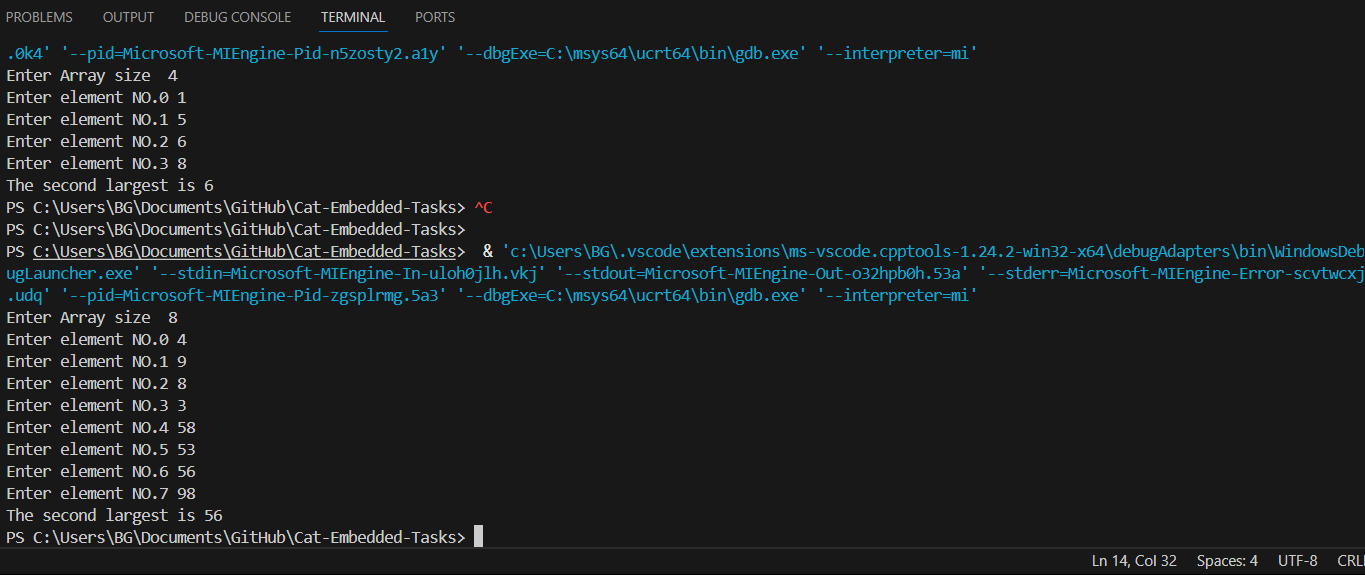 PROBLEMS OUTPUT DEBUG CONSOLE TERMINAL PORTS
.0k4' '--pid=Microsoft-MIEngine-Pid-n5zosty2.a1y' '--dbgExe=C:\msys64\ucrt64\bin\gdb.exe' '--interpreter=mi'
Enter Array size  4
Enter element NO.0 1
Enter element NO.1 5
Enter element NO.2 6
Enter element NO.3 8
The second largest is 6
PS C:\Users\BG\Documents\GitHub\Cat-Embedded-Tasks> ^C
PS C:\Users\BG\Documents\GitHub\Cat-Embedded-Tasks>
PS C:\Users\BG\Documents\GitHub\Cat-Embedded-Tasks>  & 'c:\Users\BG\.vscode\extensions\ms-vscode.cpptools-1.24.2-win32-x64\debugAdapters\bin\WindowsDeb
ugLauncher.exe' '--stdin=Microsoft-MIEngine-In-uloh0jlh.vkj' '--stdout=Microsoft-MIEngine-Out-o32hpb0h.53a' '--stderr=Microsoft-MIEngine-Error-scvtwcxj
.udq' '--pid=Microsoft-MIEngine-Pid-zgsplrmg.5a3' '--dbgExe=C:\msys64\ucrt64\bin\gdb.exe' '--interpreter=mi'
Enter Array size  8
Enter element NO.0 4
Enter element NO.1 9
Enter element NO.2 8
Enter element NO.3 3
Enter element NO.4 58
Enter element NO.5 53
Enter element NO.6 56
Enter element NO.7 98
The second largest is 56
PS C:\Users\BG\Documents\GitHub\Cat-Embedded-Tasks>
Ln 14, Col 32 Spaces: 4 UTF-8 CRL